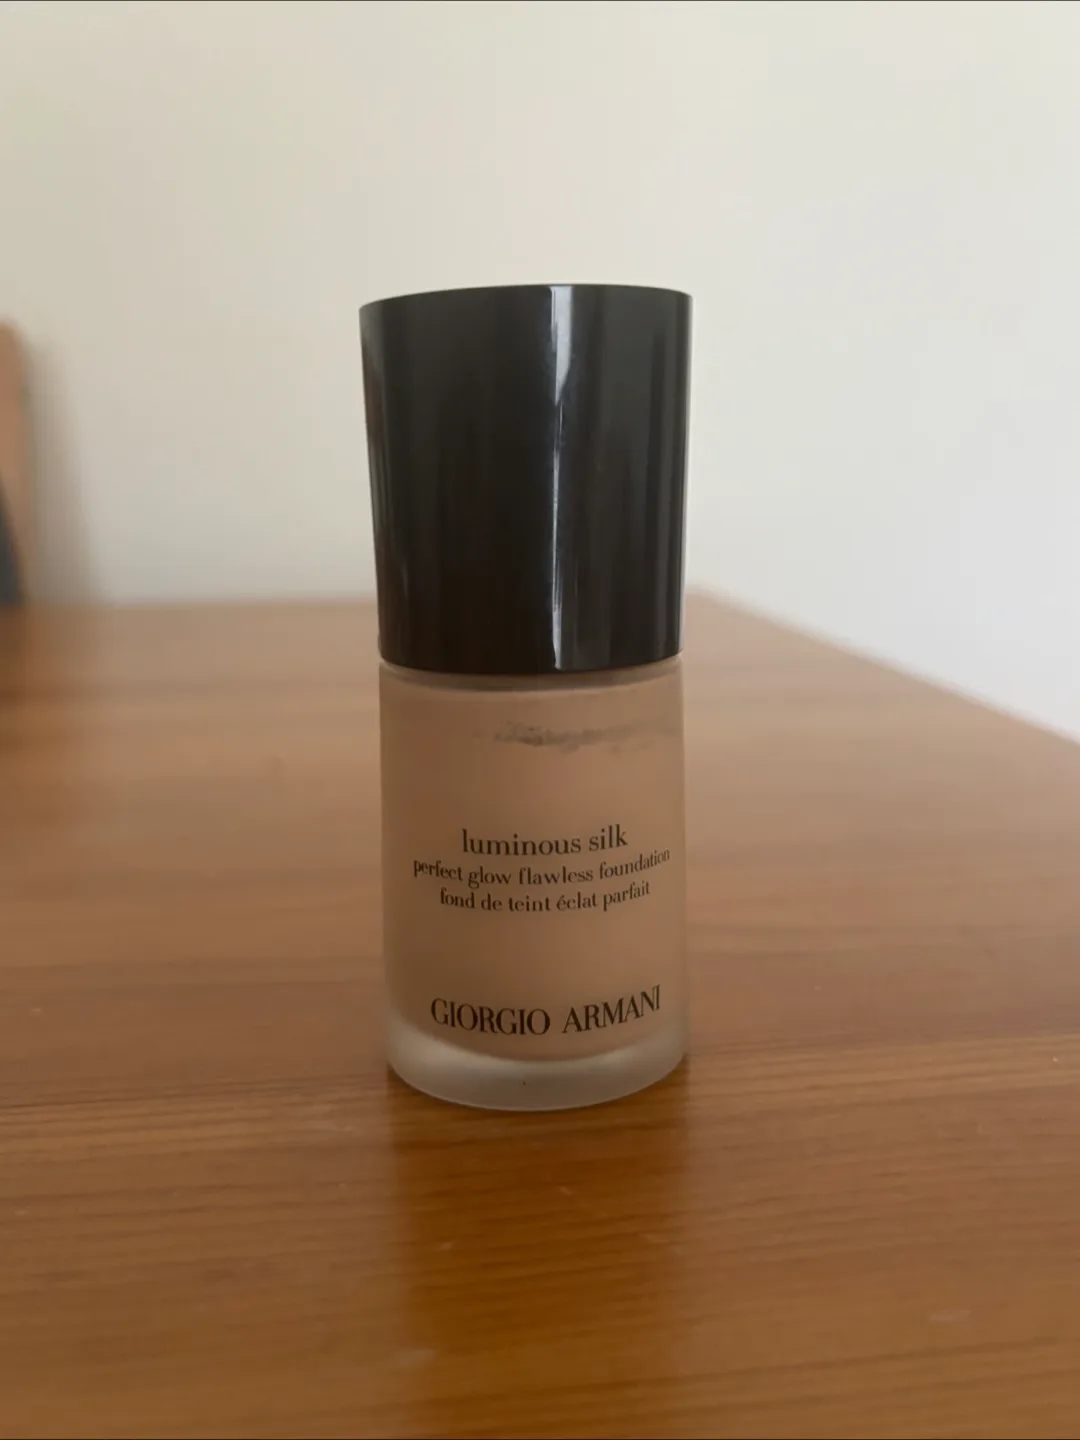 luminous silk
perfect glow flawless foundation
fond de teint éclat parfait
GIORGIO ARMANI